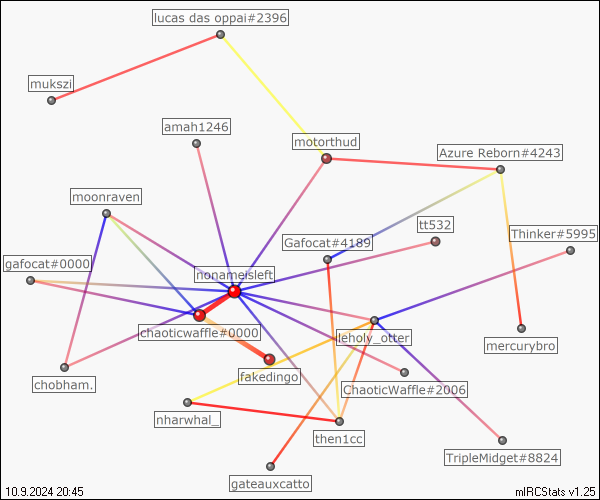 lucas das oppai#2396
mukszi
amah1246
motorthud
Azure Reborn#4243
moonraven
tt532
Thinker#5995
Gafocat#4189
gafocat#0000
nonameisleft
chaoticwaffle#0000
leholy_otter
mercurybro
fakedingo
chobham.
ChaoticWaffle#2006
nharwhal_
then1cc
TripleMidget#8824
gateauxcatto
10.9.2024 20:45
mIRCStats v1.25